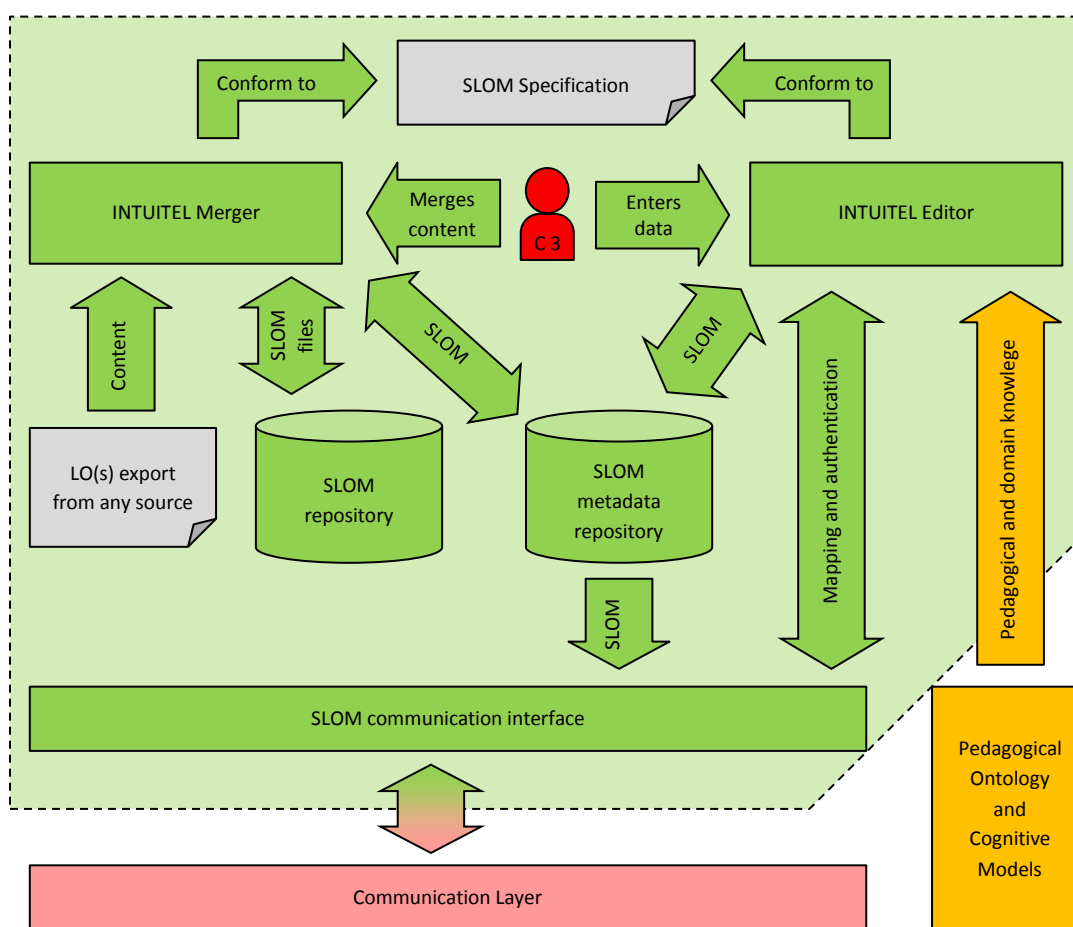 Conform to
SLOM Specification
Conform to
INTUITEL Merger
Merges
content
C 3
Enters
data
INTUITEL Editor
Content
SLOM
files
SLOM
SLOM
Mapping and authentication
Pedagogical and domain knowlege
LO(s) export
from any source
SLOM
repository
SLOM
metadata
repository
SLOM
SLOM communication interface
Pedagogical
Ontology
and
Cognitive
Models
Communication Layer